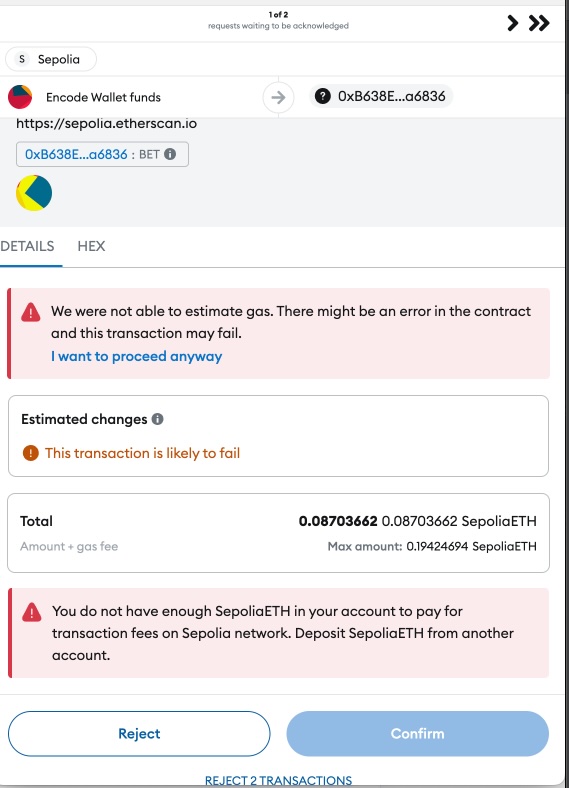 1 of 2
requests waiting to be acknowledged
S Sepolia
Encode Wallet funds
? 0xB638E...a6836
https://sepolia.etherscan.io
0xB638E...a6836 : BET
DETAILS HEX
We were not able to estimate gas. There might be an error in the contract
and this transaction may fail.
I want to proceed anyway
Estimated changes
This transaction is likely to fail
Total 0.08703662 0.08703662 SepoliaETH
Amount + gas fee Max amount: 0.19424694 SepoliaETH
You do not have enough SepoliaETH in your account to pay for
transaction fees on Sepolia network. Deposit SepoliaETH from another
account.
Reject Confirm
REJECT 2 TRANSACTIONS